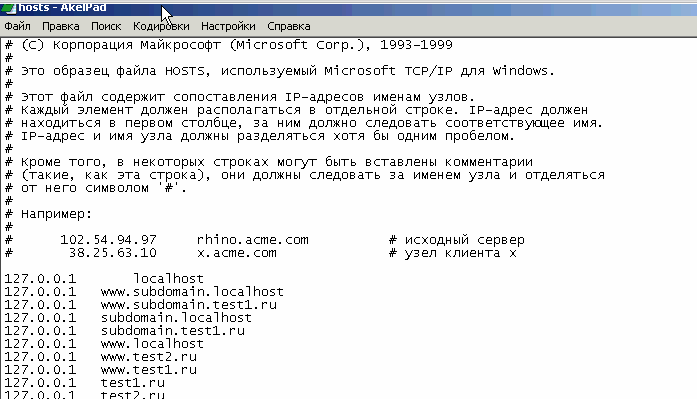 hosts - AkelPad
Файл Правка Поиск Кодировки Настройки Справка
# (C) Корпорация Майкрософт (Microsoft Corp.), 1993-1999
#
# Это образец файла HOSTS, используемый Microsoft TCP/IP для Windows.
#
# Этот файл содержит сопоставления IP-адресов именам узлов.
# Каждый элемент должен располагаться в отдельной строке. IP-адрес должен
# находиться в первом столбце, за ним должно следовать соответствующее имя.
# IP-адрес и имя узла должны разделяться хотя бы одним пробелом.
#
# Кроме того, в некоторых строках могут быть вставлены комментарии
# (такие, как эта строка), они должны следовать за именем узла и отделяться
# от него символом '#'.
#
# Например:
#
# 102.54.94.97 rhino.acme.com # исходный сервер
# 38.25.63.10 x.acme.com # узел клиента x
127.0.0.1 localhost
127.0.0.1 www.subdomain.localhost
127.0.0.1 www.subdomain.test1.ru
127.0.0.1 subdomain.localhost
127.0.0.1 subdomain.test1.ru
127.0.0.1 www.localhost
127.0.0.1 www.test2.ru
127.0.0.1 www.test1.ru
127.0.0.1 test1.ru
127.0.0.1 test2.ru